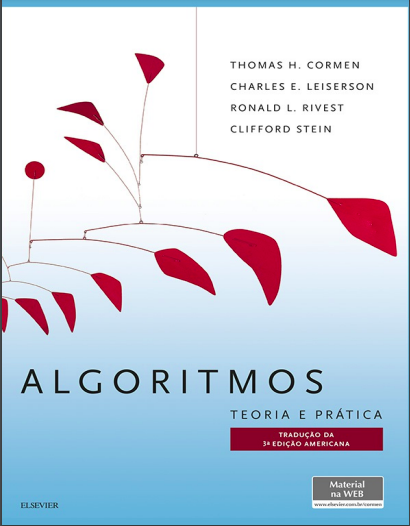 THOMAS H. CORMEN
CHARLES E. LEISERSON
RONALD L. RIVEST
CLIFFORD STEIN
ALGORITMOS
TEORIA E PRÁTICA
TRADUÇÃO DA
3ª EDIÇÃO AMERICANA
Material
na WEB
www.elsevier.com.br/cormen
ELSEVIER